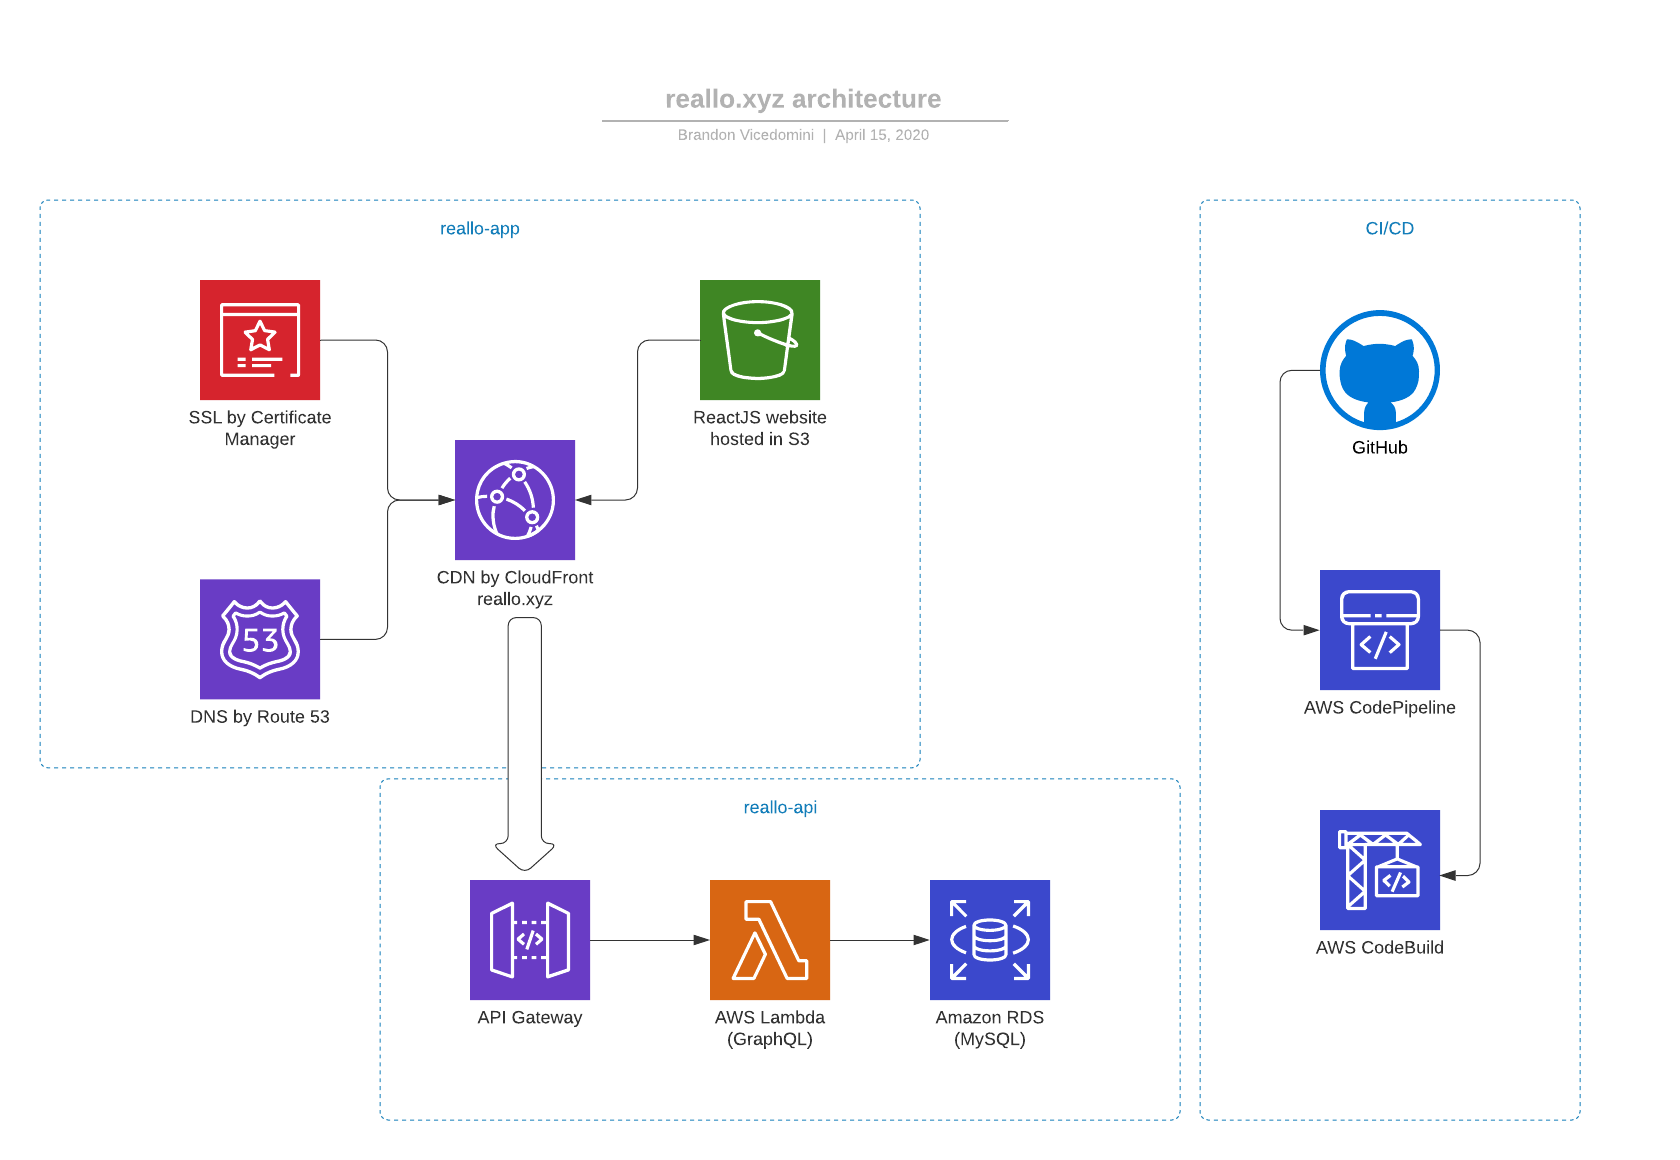 reallo.xyz architecture
Brandon Vicedomini | April 15, 2020
reallo-app
SSL by Certificate
Manager
ReactJS website
hosted in S3
CDN by CloudFront
reallo.xyz
53
DNS by Route 53
reallo-api
</>
API Gateway
AWS Lambda
(GraphQL)
Amazon RDS
(MySQL)
CI/CD
GitHub
</>
AWS CodePipeline
</>
AWS CodeBuild